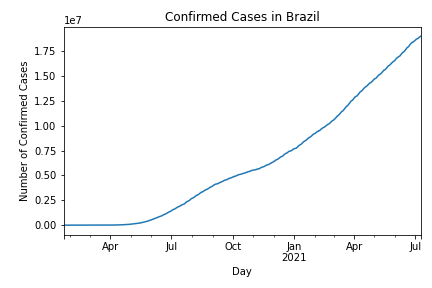 Confirmed Cases in Brazil
1e7
1.75
1.50
1.25
1.00
0.75
0.50
0.25
0.00
Number of Confirmed Cases
Apr Jul Oct Jan Apr Jul
2021
Day